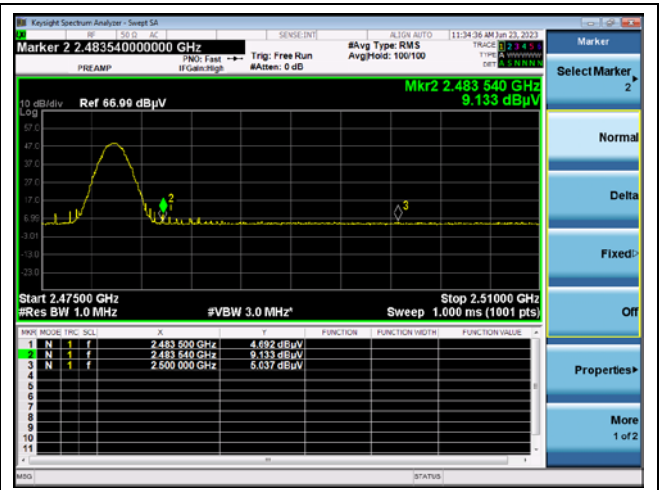 Keysight Spectrum Analyzer - Swept SA
RF 50 Ω AC SENSE:INT ALIGN AUTO 11:34:36 AM Jun 23, 2023
Marker 2 2.483540000000 GHz
PREAMP
PNO: Fast
IFGain:High
Trig: Free Run
#Atten: 0 dB
#Avg Type: RMS
Avg|Hold: 100/100
TRACE 1 2 3 4 5 6
TYPE A WWWWW
DET A S N N N N
Mkr2 2.483 540 GHz
9.133 dBµV
10 dB/div Ref 66.99 dBµV
Log
57.0
47.0
37.0
27.0
17.0
6.99
-3.01
-13.0
-23.0
2
3
Start 2.47500 GHz Stop 2.51000 GHz
#Res BW 1.0 MHz #VBW 3.0 MHz* Sweep 1.000 ms (1001 pts)
MKR MODE TRC SCL X Y FUNCTION FUNCTION WIDTH FUNCTION VALUE
1 N 1 f 2.483 500 GHz 4.692 dBµV
2 N 1 f 2.483 540 GHz 9.133 dBµV
3 N 1 f 2.500 000 GHz 5.037 dBµV
4
5
6
7
8
9
10
11
MSG STATUS
Marker
Select Marker
2
Normal
Delta
Fixed
Off
Properties
More
1 of 2